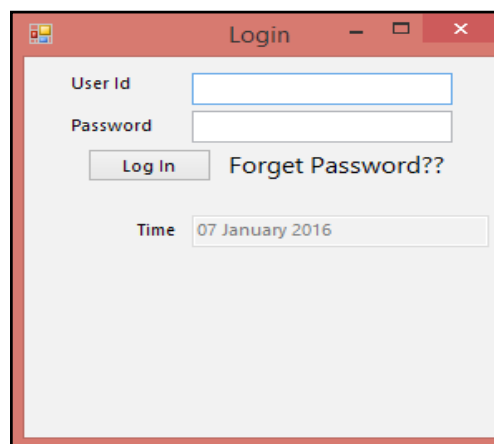 Login
User Id
Password
Log In Forget Password??
Time 07 January 2016